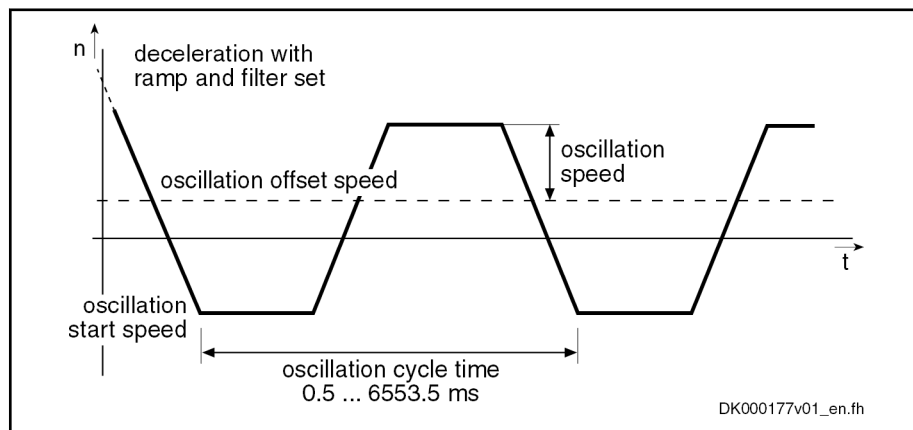 n
deceleration with
ramp and filter set
oscillation
speed
oscillation offset speed
t
oscillation
start speed
oscillation cycle time
0.5 ... 6553.5 ms
DK000177v01_en.fh